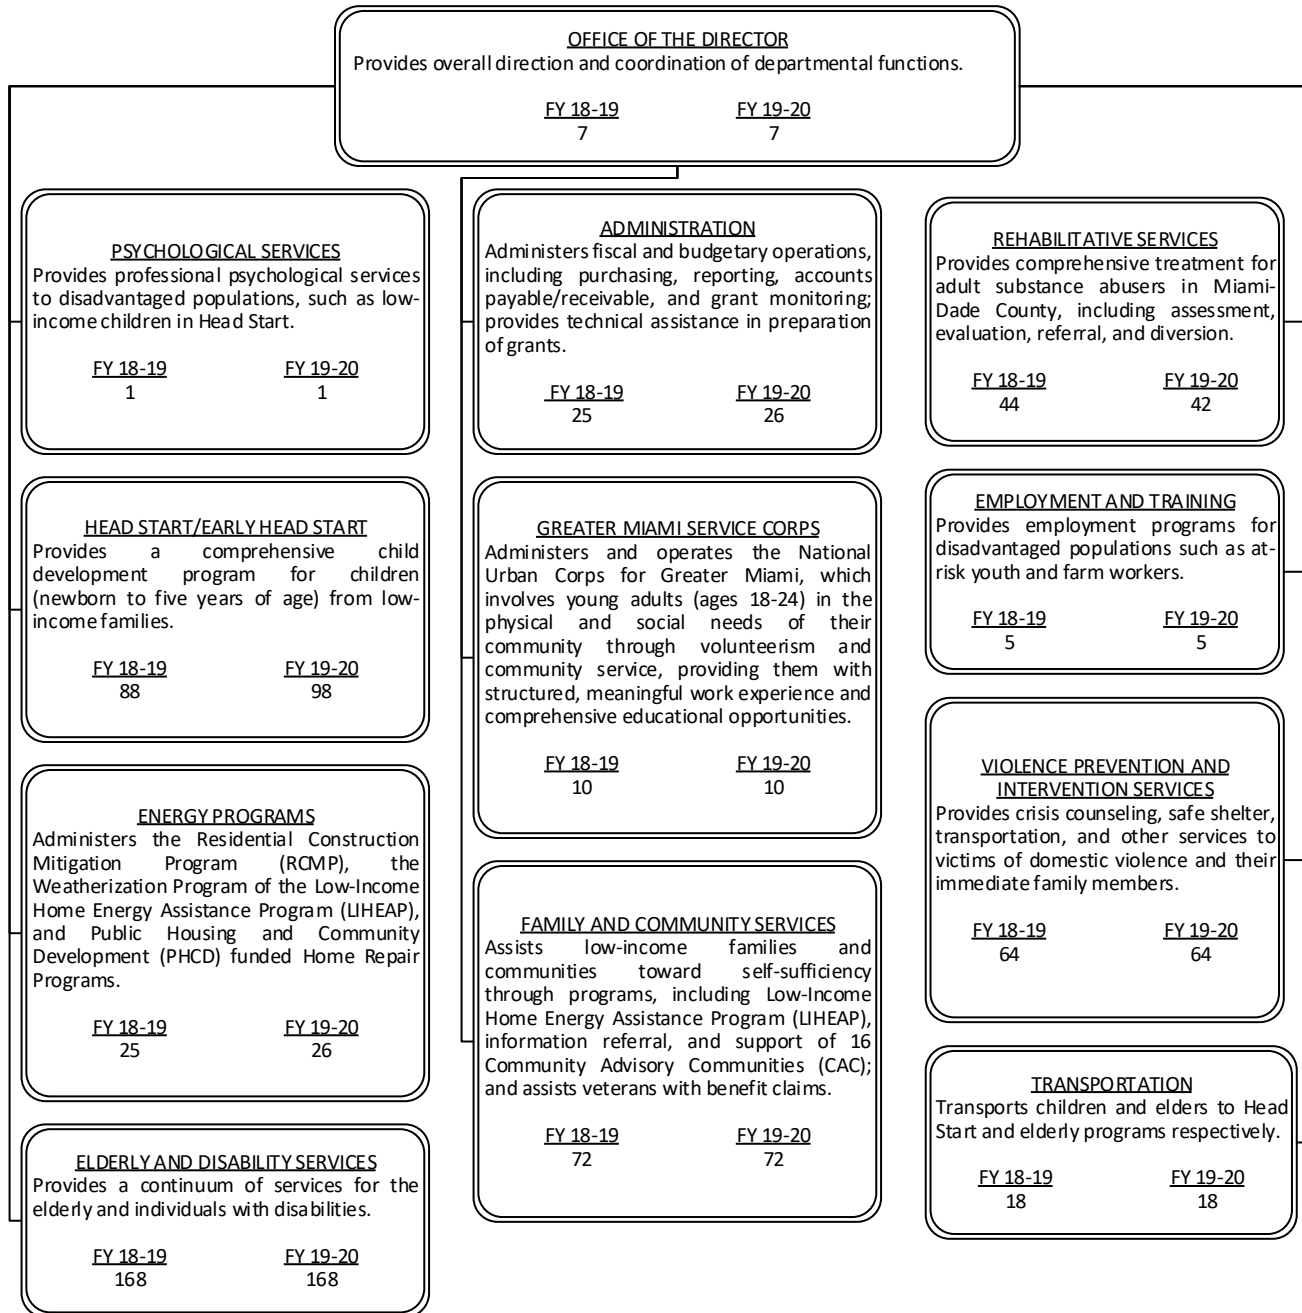 OFFICE OF THE DIRECTOR
Provides overall direction and coordination of departmental functions.
FY 18-19 FY 19-20
7 7
PSYCHOLOGICAL SERVICES
Provides professional psychological services
to disadvantaged populations, such as low-
income children in Head Start.
FY 18-19 FY 19-20
1 1
HEAD START/EARLY HEAD START
Provides a comprehensive child
development program for children
(newborn to five years of age) from low-
income families.
FY 18-19 FY 19-20
88 98
ENERGY PROGRAMS
Administers the Residential Construction
Mitigation Program (RCMP), the
Weatherization Program of the Low-Income
Home Energy Assistance Program (LIHEAP),
and Public Housing and Community
Development (PHCD) funded Home Repair
Programs.
FY 18-19 FY 19-20
25 26
ELDERLY AND DISABILITY SERVICES
Provides a continuum of services for the
elderly and individuals with disabilities.
FY 18-19 FY 19-20
168 168
ADMINISTRATION
Administers fiscal and budgetary operations,
including purchasing, reporting, accounts
payable/receivable, and grant monitoring;
provides technical assistance in preparation
of grants.
FY 18-19 FY 19-20
25 26
GREATER MIAMI SERVICE CORPS
Administers and operates the National
Urban Corps for Greater Miami, which
involves young adults (ages 18-24) in the
physical and social needs of their
community through volunteerism and
community service, providing them with
structured, meaningful work experience and
comprehensive educational opportunities.
FY 18-19 FY 19-20
10 10
FAMILY AND COMMUNITY SERVICES
Assists low-income families and
communities toward self-sufficiency
through programs, including Low-Income
Home Energy Assistance Program (LIHEAP),
information referral, and support of 16
Community Advisory Communities (CAC);
and assists veterans with benefit claims.
FY 18-19 FY 19-20
72 72
REHABILITATIVE SERVICES
Provides comprehensive treatment for
adult substance abusers in Miami-
Dade County, including assessment,
evaluation, referral, and diversion.
FY 18-19 FY 19-20
44 42
EMPLOYMENT AND TRAINING
Provides employment programs for
disadvantaged populations such as at-
risk youth and farm workers.
FY 18-19 FY 19-20
5 5
VIOLENCE PREVENTION AND
INTERVENTION SERVICES
Provides crisis counseling, safe shelter,
transportation, and other services to
victims of domestic violence and their
immediate family members.
FY 18-19 FY 19-20
64 64
TRANSPORTATION
Transports children and elders to Head
Start and elderly programs respectively.
FY 18-19 FY 19-20
18 18